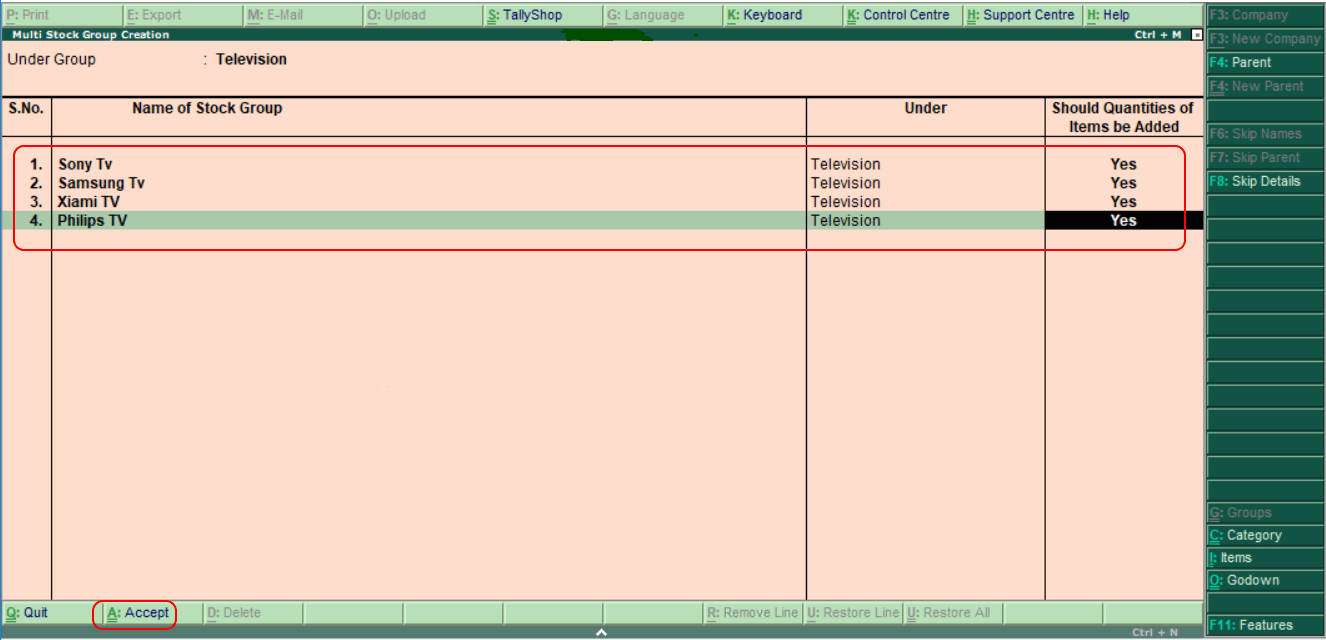 P: Print E: Export M: E-Mail O: Upload S: TallyShop G: Language K: Keyboard K: Control Centre H: Support Centre H: Help F3: Company
Multi Stock Group Creation Ctrl + M
F3: New Company
Under Group : Television F4: Parent
F4: New Parent
S.No. Name of Stock Group Under Should Quantities of
Items be Added
F6: Skip Names
F7: Skip Parent
1. Sony Tv Television Yes
2. Samsung Tv Television Yes F8: Skip Details
3. Xiami TV Television Yes
4. Philips TV Television Yes
G: Groups
C: Category
I: Items
O: Godown
Q: Quit A: Accept D: Delete R: Remove Line U: Restore Line U: Restore All
F11: Features
Ctrl + N